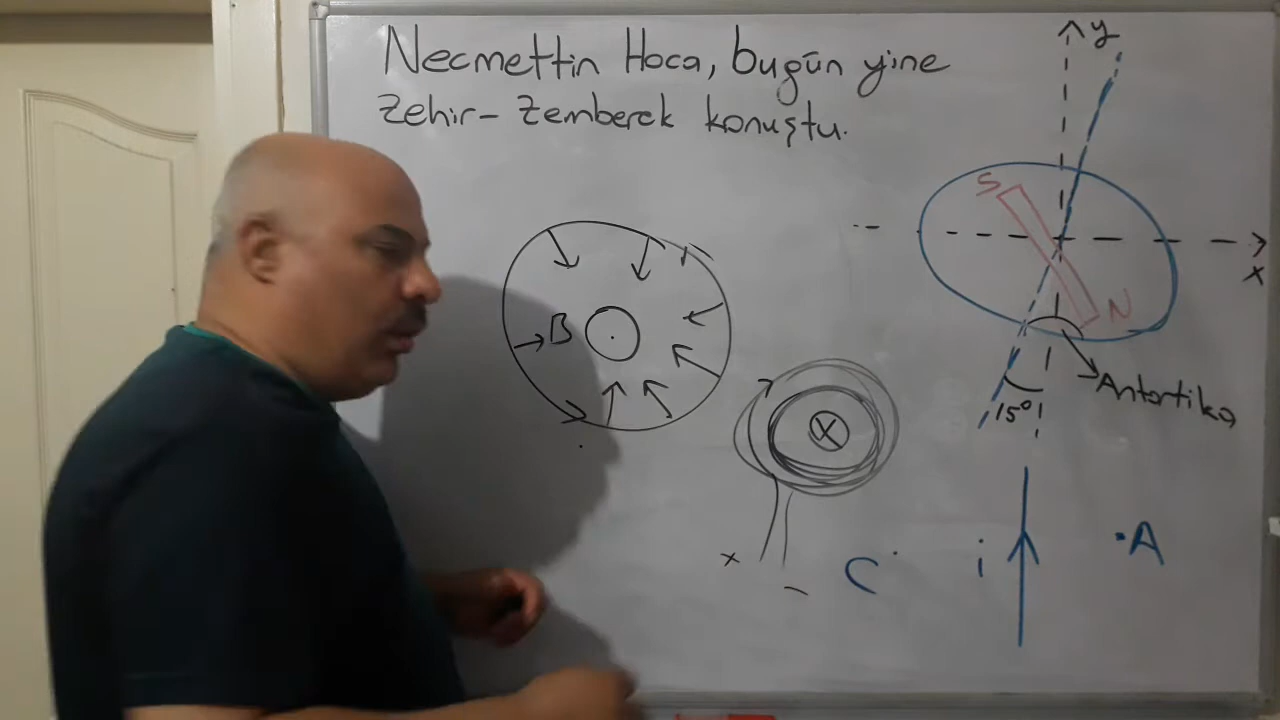 Necmettin Hoca, bugün yine
zehir-zemberek konuştu.
y
S
x
B
N
Antartika
15°
X
i
A
C
+
-